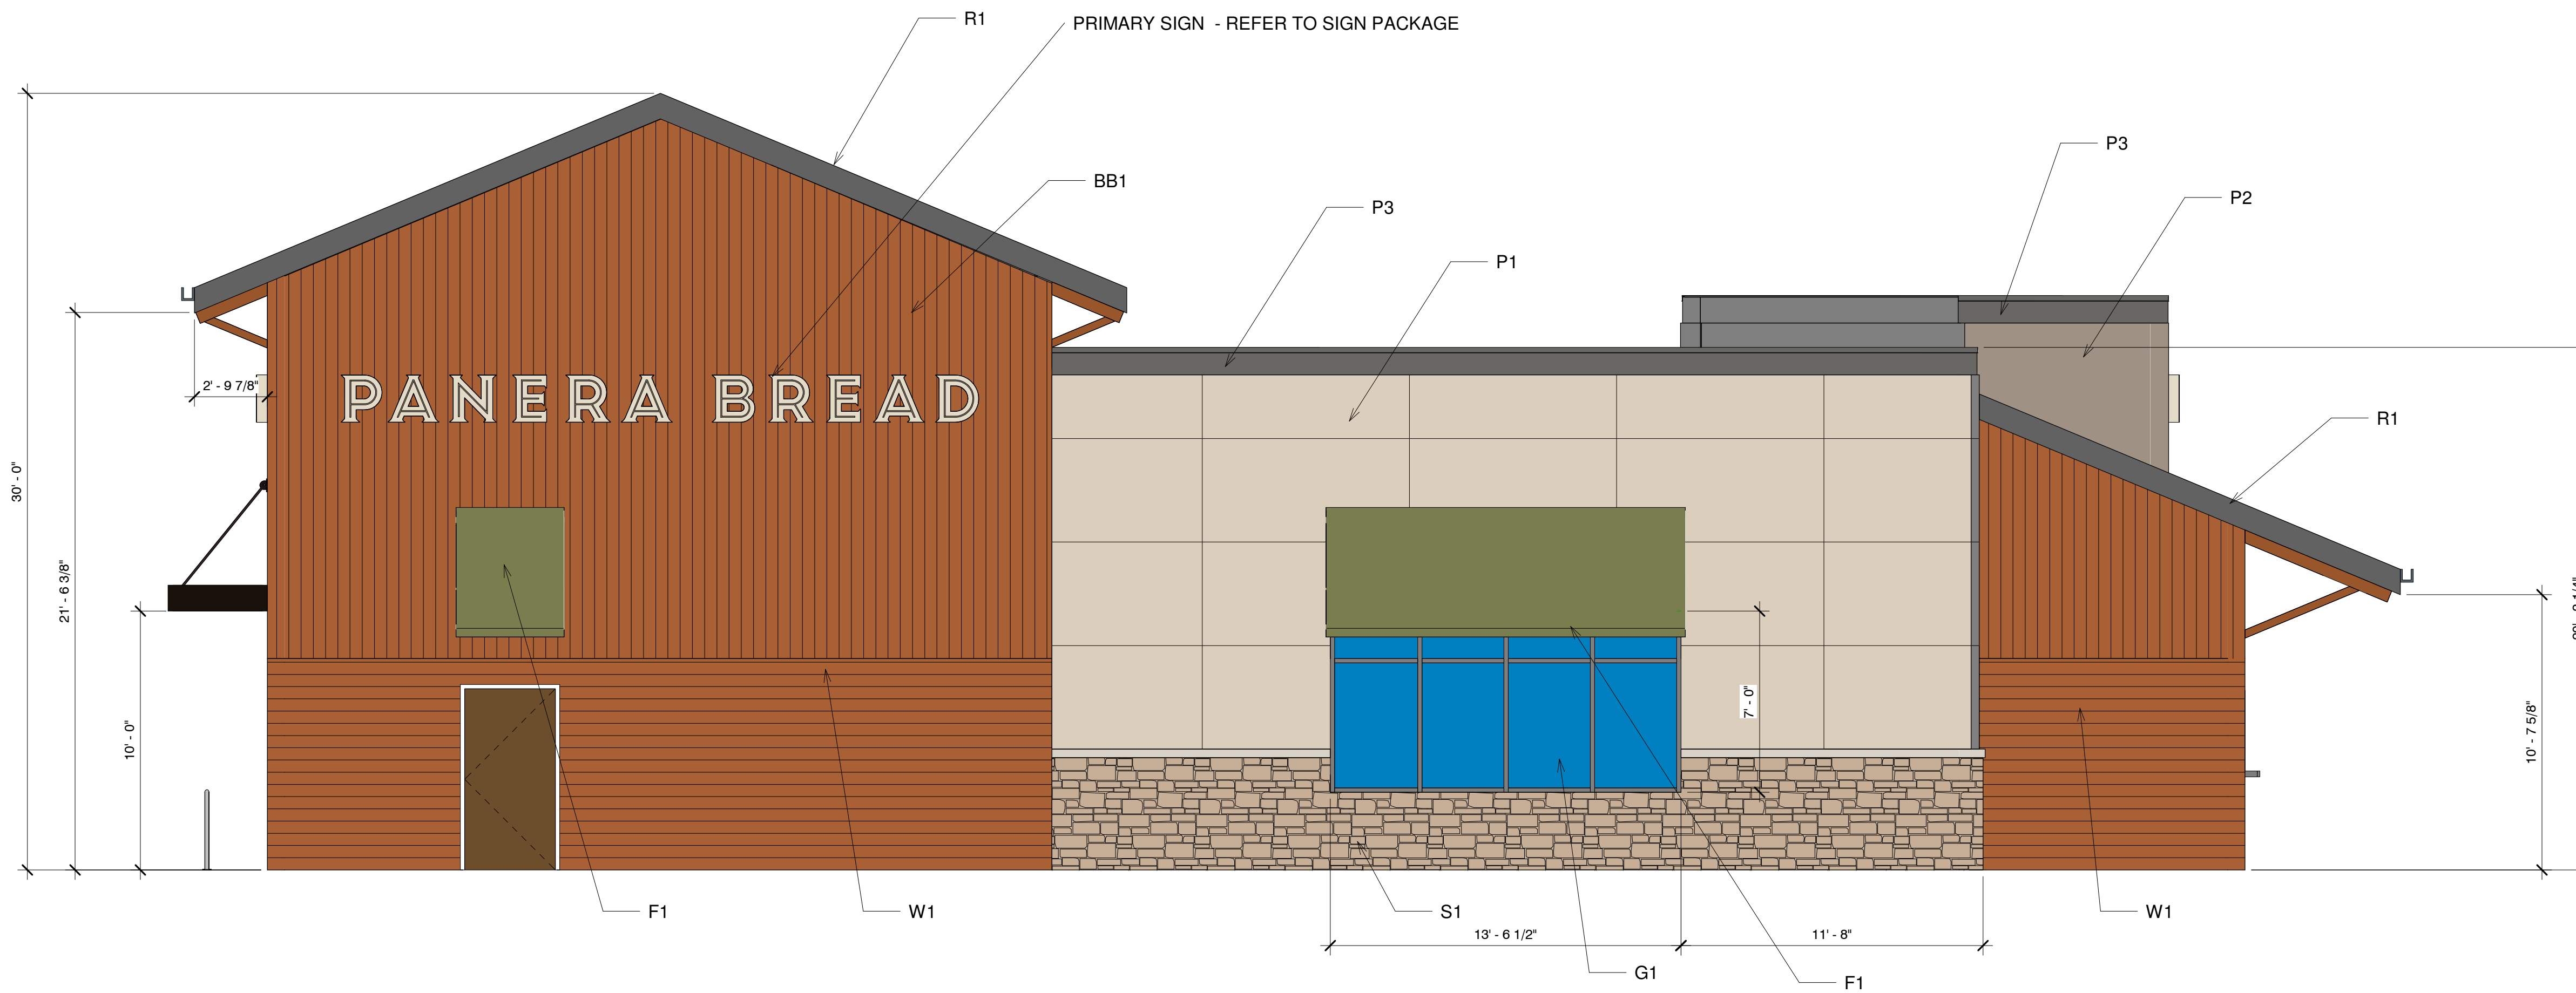 R1
PRIMARY SIGN - REFER TO SIGN PACKAGE
P3
P2
BB1
P3
P1
2' - 9 7/8"
PANERA BREAD
R1
30' - 0"
21' - 6 3/8"
10' - 0"
7' - 0"
10' - 7 5/8"
F1
W1
S1
W1
13' - 6 1/2"
11' - 8"
G1
F1